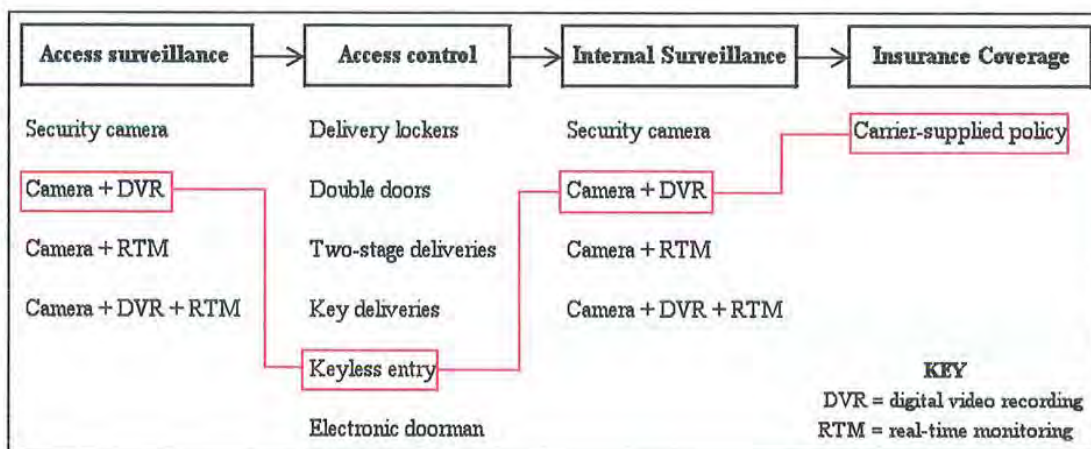 Access surveillance
Access control
Internal Surveillance
Insurance Coverage
Security camera
Delivery lockers
Security camera
Carrier-supplied policy
Camera + DVR
Double doors
Camera + DVR
Camera + RTM
Two-stage deliveries
Camera + RTM
Camera + DVR + RTM
Key deliveries
Camera + DVR + RTM
Keyless entry
Electronic doorman
KEY
DVR = digital video recording
RTM = real-time monitoring